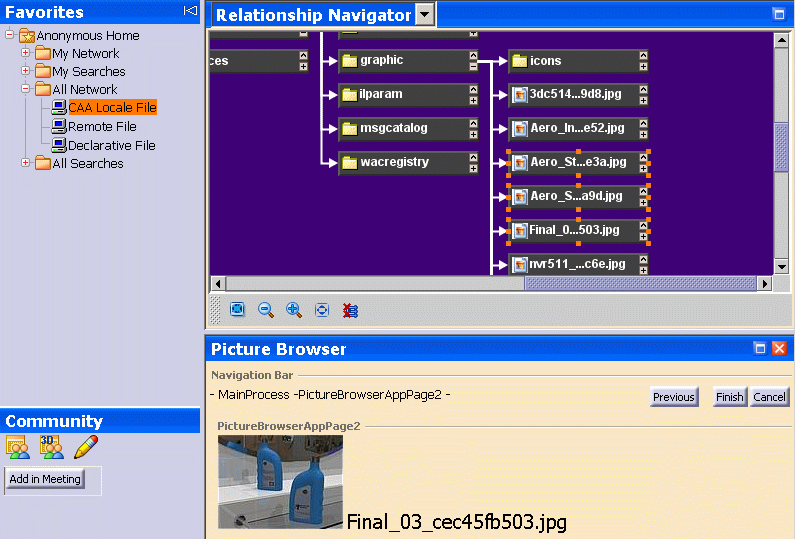 Favorites
Anonymous Home
My Network
My Searches
All Network
CAA Locale File
Remote File
Declarative File
All Searches
Community
3D
Add in Meeting
Relationship Navigator
ces
graphic
ilparam
msgcatalog
wacregistry
icons
3dc514...9d8.jpg
Aero_In...e52.jpg
Aero_St...e3a.jpg
Aero_S...a9d.jpg
Final_0...503.jpg
nvr511_...c6e.jpg
Picture Browser
Navigation Bar
- MainProcess -PictureBrowserAppPage2 -
Previous
Finish
Cancel
PictureBrowserAppPage2
Final_03_cec45fb503.jpg